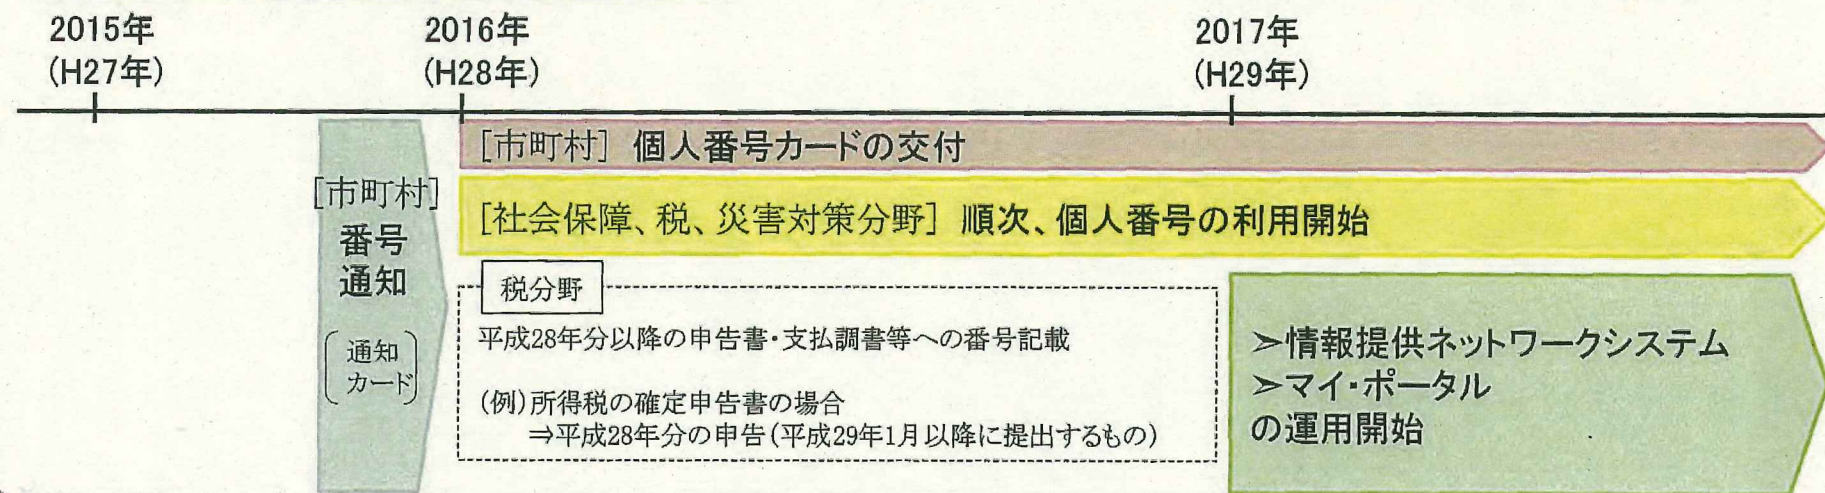 2015年
(H27年)
2016年
(H28年)
2017年
(H29年)
[市町村]
番号
通知
通知
カード
[市町村] 個人番号カードの交付
[社会保障、税、災害対策分野] 順次、個人番号の利用開始
税分野
平成28年分以降の申告書・支払調書等への番号記載
(例)所得税の確定申告書の場合
⇒平成28年分の申告(平成29年1月以降に提出するもの)
➢情報提供ネットワークシステム
➢マイ・ポータル
の運用開始